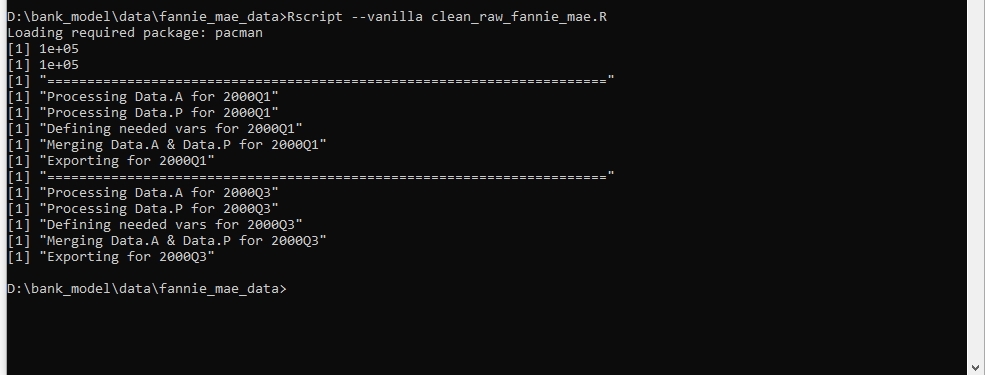 D:\bank_model\data\fannie_mae_data>Rscript --vanilla clean_raw_fannie_mae.R
Loading required package: pacman
[1] 1e+05
[1] 1e+05
[1] "======================================================================"
[1] "Processing Data.A for 2000Q1"
[1] "Processing Data.P for 2000Q1"
[1] "Defining needed vars for 2000Q1"
[1] "Merging Data.A & Data.P for 2000Q1"
[1] "Exporting for 2000Q1"
[1] "======================================================================"
[1] "Processing Data.A for 2000Q3"
[1] "Processing Data.P for 2000Q3"
[1] "Defining needed vars for 2000Q3"
[1] "Merging Data.A & Data.P for 2000Q3"
[1] "Exporting for 2000Q3"
D:\bank_model\data\fannie_mae_data>